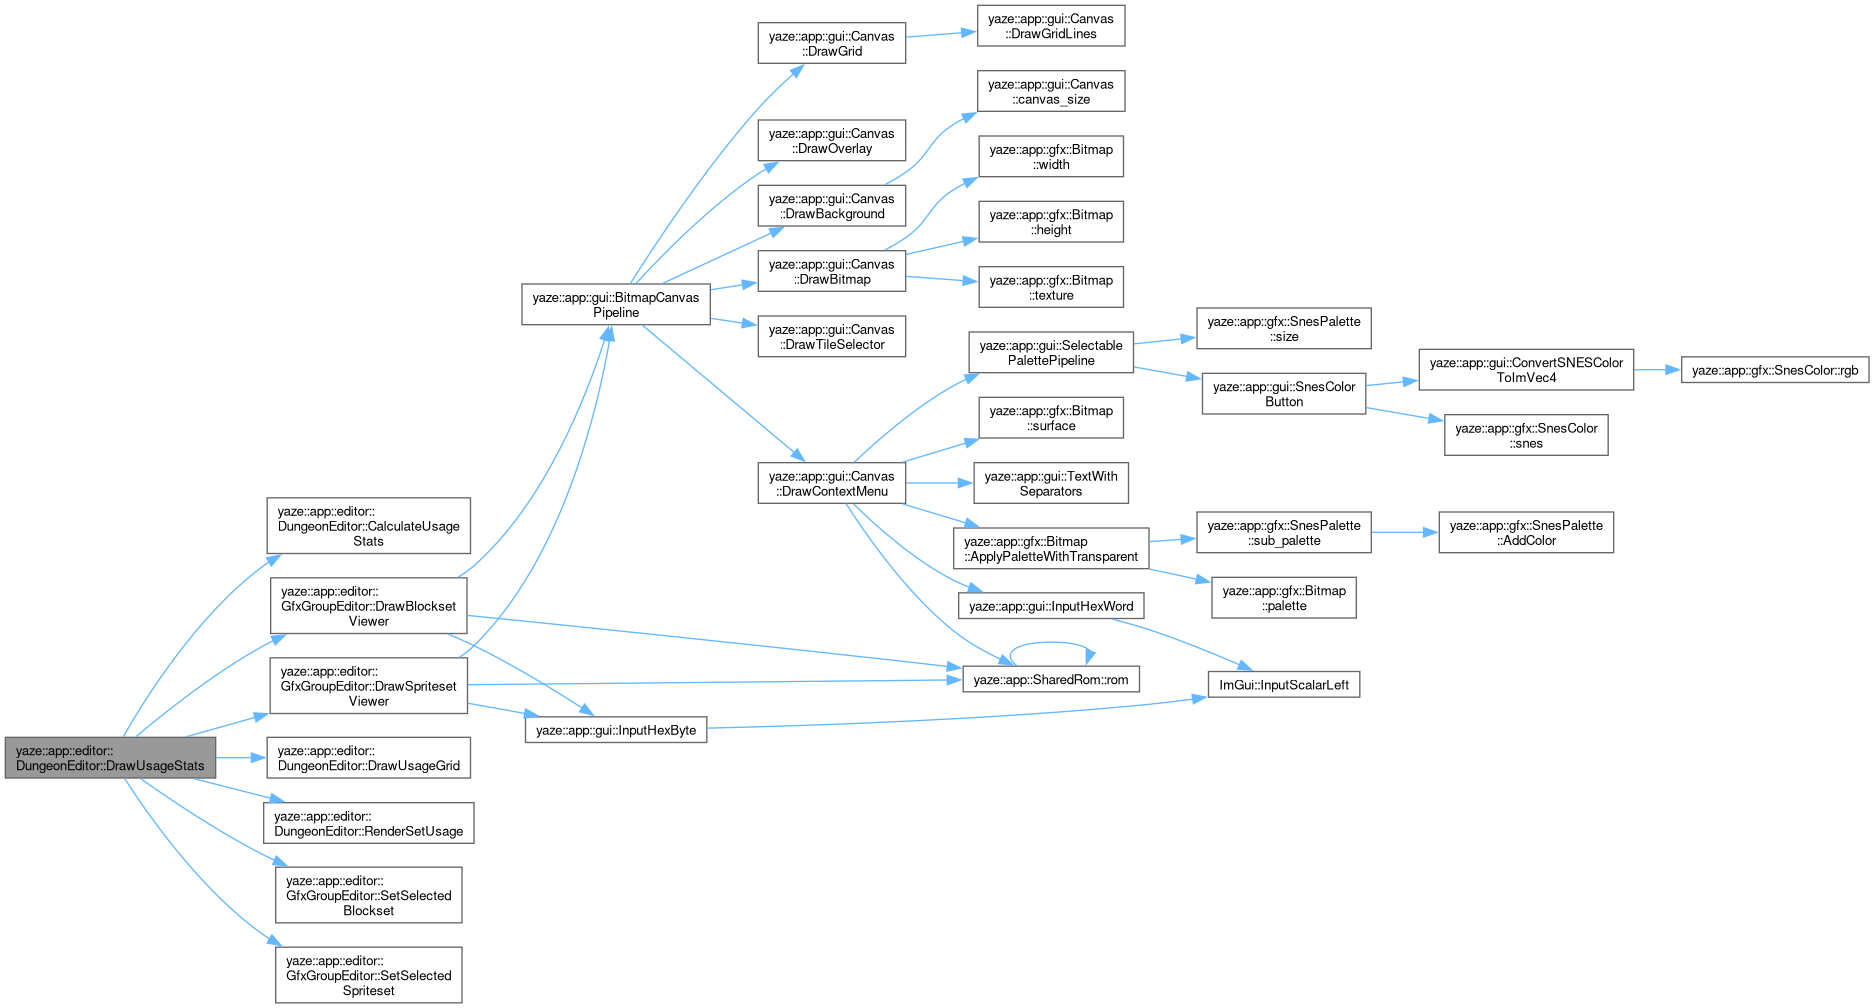 yaze::app::editor::
DungeonEditor::DrawUsageStats
yaze::app::editor::
DungeonEditor::CalculateUsage
Stats
yaze::app::editor::
GfxGroupEditor::DrawBlockset
Viewer
yaze::app::editor::
GfxGroupEditor::DrawSpriteset
Viewer
yaze::app::editor::
DungeonEditor::DrawUsageGrid
yaze::app::editor::
DungeonEditor::RenderSetUsage
yaze::app::editor::
GfxGroupEditor::SetSelected
Blockset
yaze::app::editor::
GfxGroupEditor::SetSelected
Spriteset
yaze::app::gui::BitmapCanvas
Pipeline
yaze::app::gui::InputHexByte
yaze::app::gui::Canvas
::DrawGrid
yaze::app::gui::Canvas
::DrawOverlay
yaze::app::gui::Canvas
::DrawBackground
yaze::app::gui::Canvas
::DrawBitmap
yaze::app::gui::Canvas
::DrawTileSelector
yaze::app::gui::Canvas
::DrawContextMenu
yaze::app::gui::Canvas
::DrawGridLines
yaze::app::gui::Canvas
::canvas_size
yaze::app::gfx::Bitmap
::width
yaze::app::gfx::Bitmap
::height
yaze::app::gfx::Bitmap
::texture
yaze::app::gui::Selectable
PalettePipeline
yaze::app::gfx::Bitmap
::surface
yaze::app::gui::TextWith
Separators
yaze::app::gfx::Bitmap
::ApplyPaletteWithTransparent
yaze::app::gui::InputHexWord
yaze::app::SharedRom::rom
yaze::app::gfx::SnesPalette
::size
yaze::app::gui::SnesColor
Button
yaze::app::gfx::SnesPalette
::sub_palette
yaze::app::gfx::Bitmap
::palette
ImGui::InputScalarLeft
yaze::app::gui::ConvertSNESColor
ToImVec4
yaze::app::gfx::SnesColor
::snes
yaze::app::gfx::SnesPalette
::AddColor
yaze::app::gfx::SnesColor::rgb